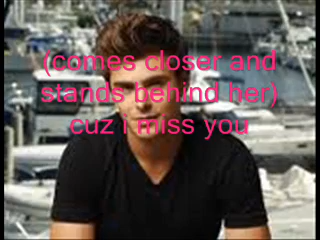 (comes closer and
stands behind her)
cuz i miss you